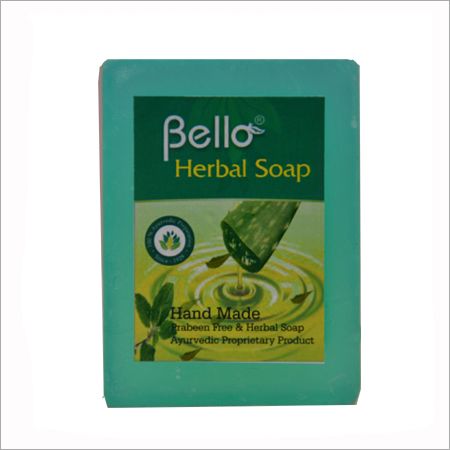 Bello®
Herbal Soap
Hand Made
Prabeen Free & Herbal Soap
Ayurvedic Proprietary Product